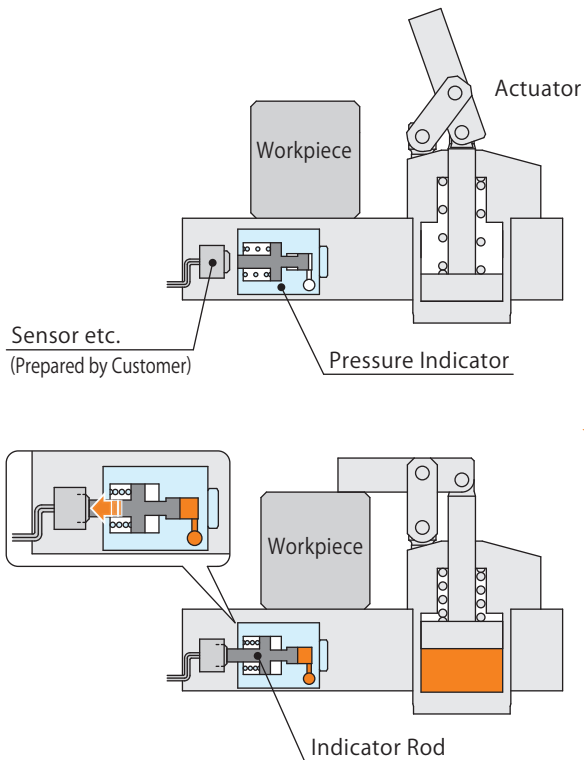 Actuator
Workpiece
Sensor etc.
(Prepared by Customer)
Pressure Indicator
Workpiece
Indicator Rod